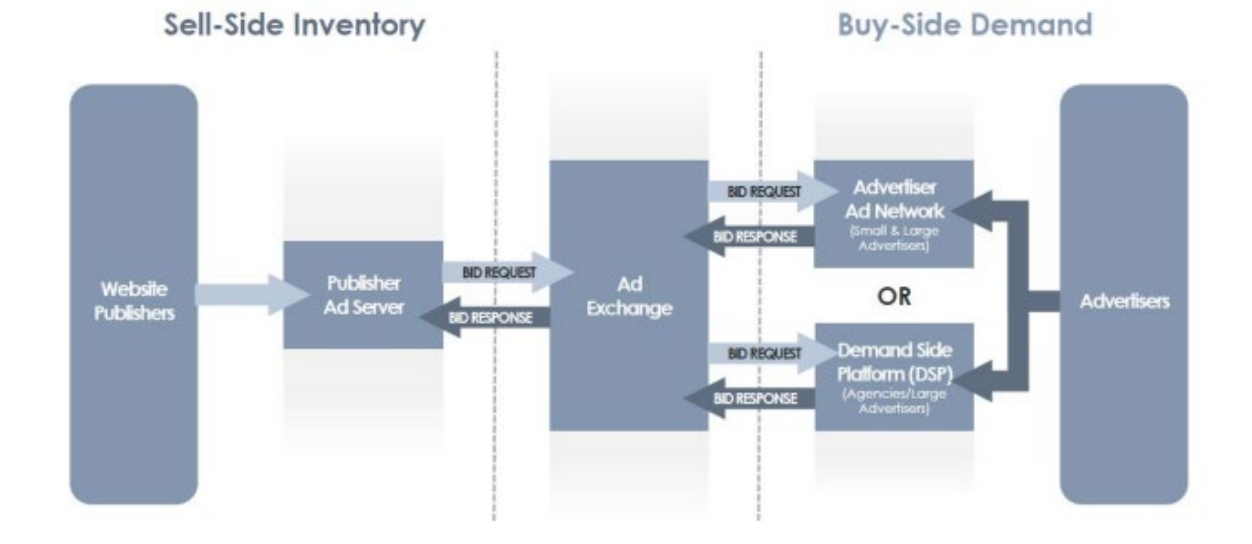 Sell-Side Inventory
Buy-Side Demand
Website
Publishers
Publisher
Ad Server
BID REQUEST
BID RESPONSE
Ad
Exchange
BID REQUEST
BID RESPONSE
BID REQUEST
BID RESPONSE
Advertiser
Ad Network
(Small & Large
Advertisers)
OR
Demand Side
Platform (DSP)
(Agencies/Large
Advertisers)
Advertisers